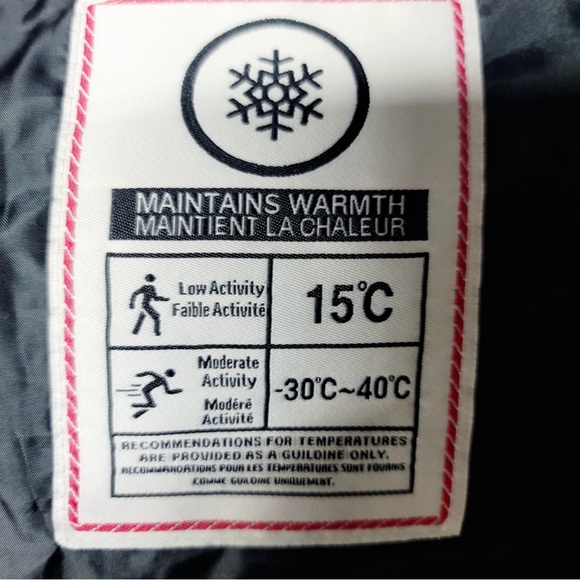 MAINTAINS WARMTH
MAINTIENT LA CHALEUR
Low Activity
Faible Activité
15°C
Muderate
Activity
Modéré
Activité
-30°C~40°C
RECOMMENDATIONS FOR TEMPERATURES
ARE PROVIDED AS A GUILDINE ONLY.
RECOMMANDATIONS POUR LES TEMPERATURES SONT FOURNIS
COMME GUILDINE UNIQUEMENT.